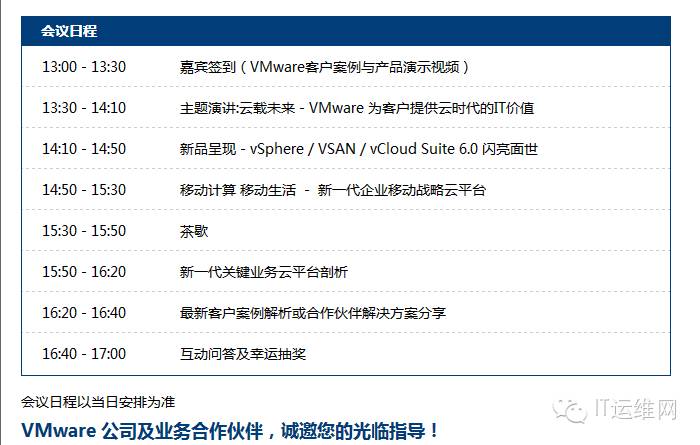 会议日程
13:00 - 13:30 嘉宾签到（VMware客户案例与产品演示视频）
13:30 - 14:10 主题演讲:云载未来 - VMware 为客户提供云时代的IT价值
14:10 - 14:50 新品呈现 - vSphere / VSAN / vCloud Suite 6.0 闪亮面世
14:50 - 15:30 移动计算 移动生活 － 新一代企业移动战略云平台
15:30 - 15:50 茶歇
15:50 - 16:20 新一代关键业务云平台剖析
16:20 - 16:40 最新客户案例解析或合作伙伴解决方案分享
16:40 - 17:00 互动问答及幸运抽奖
会议日程以当日安排为准
IT运维网
VMware 公司及业务合作伙伴，诚邀您的光临指导！